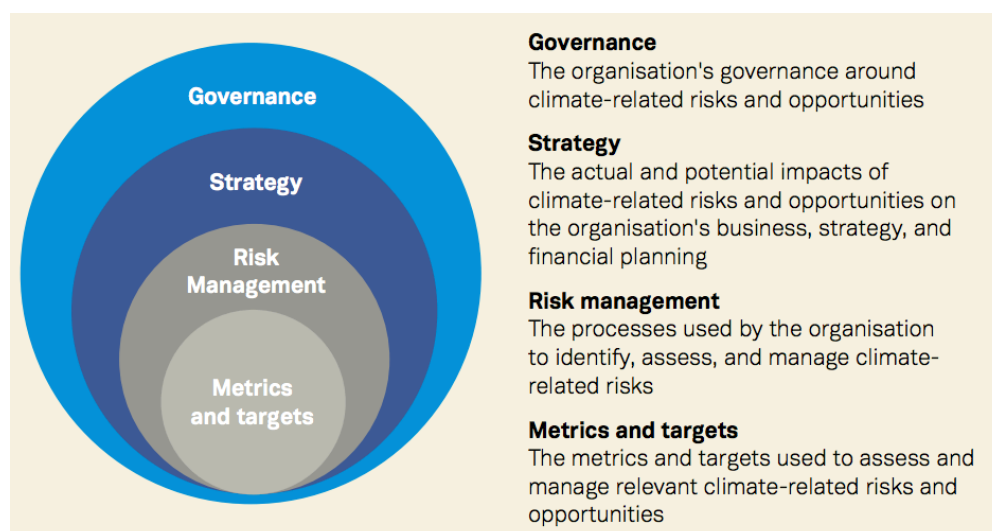 Governance
Strategy
Risk
Management
Metrics
and targets
Governance
The organisation's governance around
climate-related risks and opportunities
Strategy
The actual and potential impacts of
climate-related risks and opportunities on
the organisation's business, strategy, and
financial planning
Risk management
The processes used by the organisation
to identify, assess, and manage climate-
related risks
Metrics and targets
The metrics and targets used to assess and
manage relevant climate-related risks and
opportunities